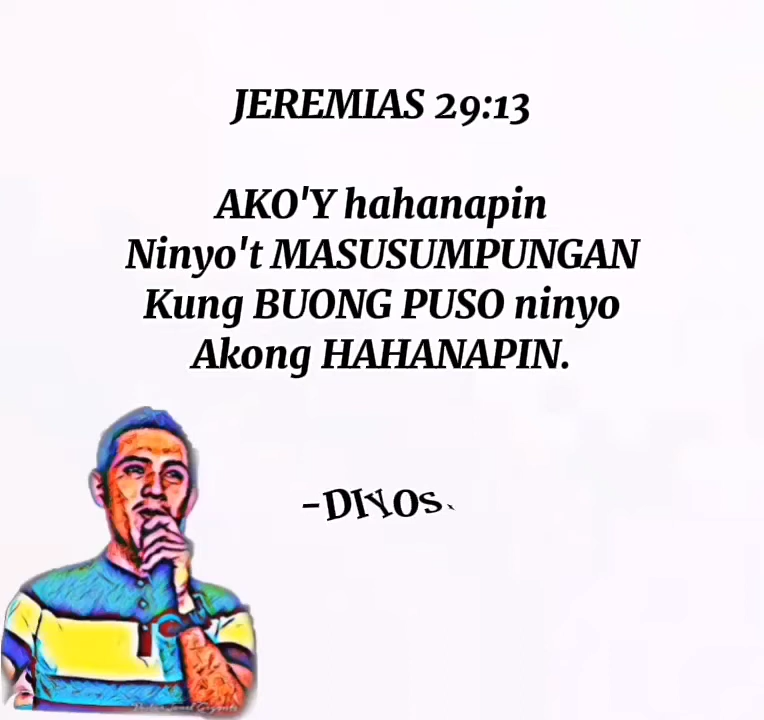 JEREMIAS 29:13
AKO'Y hahanapin
Ninyo't MASUSUMPUNGAN
Kung BUONG PUSO ninyo
Akong HAHANAPIN.
-DIYOS.